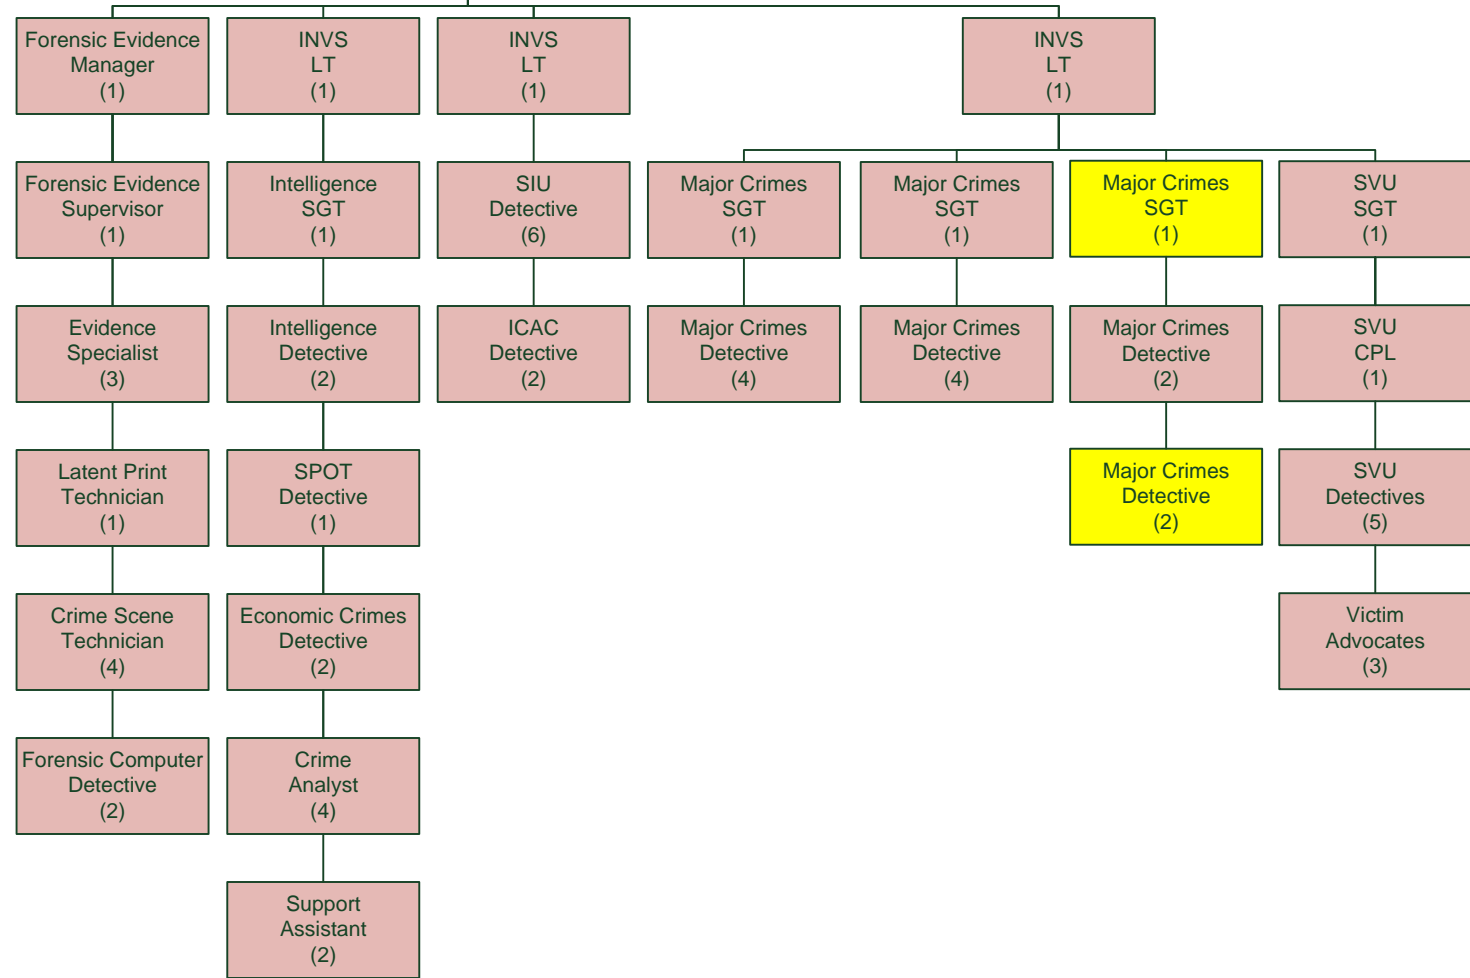 Forensic Evidence
Manager
(1)
INVS
LT
(1)
INVS
LT
(1)
INVS
LT
(1)
Forensic Evidence
Supervisor
(1)
Intelligence
SGT
(1)
SIU
Detective
(6)
Major Crimes
SGT
(1)
Major Crimes
SGT
(1)
Major Crimes
SGT
(1)
SVU
SGT
(1)
Evidence
Specialist
(3)
Intelligence
Detective
(2)
ICAC
Detective
(2)
Major Crimes
Detective
(4)
Major Crimes
Detective
(4)
Major Crimes
Detective
(2)
SVU
CPL
(1)
Latent Print
Technician
(1)
SPOT
Detective
(1)
Major Crimes
Detective
(2)
SVU
Detectives
(5)
Crime Scene
Technician
(4)
Economic Crimes
Detective
(2)
Victim
Advocates
(3)
Forensic Computer
Detective
(2)
Crime
Analyst
(4)
Support
Assistant
(2)